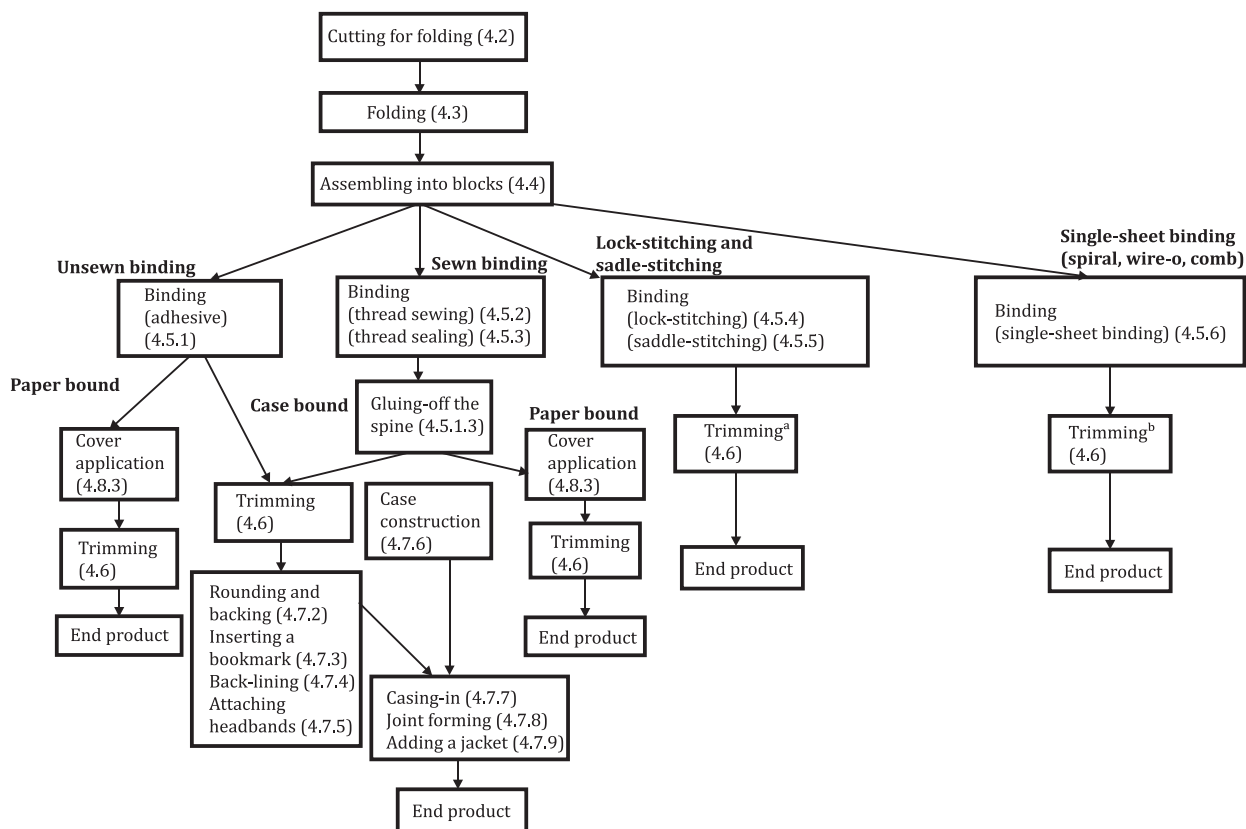 Cutting for folding (4.2)
Folding (4.3)
Assembling into blocks (4.4)
Unsewn binding
Binding
(adhesive)
(4.5.1)
Sewn binding
Binding
(thread sewing) (4.5.2)
(thread sealing) (4.5.3)
Lock-stitching and
sadle-stitching
Binding
(lock-stitching) (4.5.4)
(saddle-stitching) (4.5.5)
Single-sheet binding
(spiral, wire-o, comb)
Binding
(single-sheet binding) (4.5.6)
Paper bound
Cover
application
(4.8.3)
Trimming
(4.6)
End product
Case bound
Gluing-off the
spine (4.5.1.3)
Trimming
(4.6)
Rounding and
backing (4.7.2)
Inserting a
bookmark (4.7.3)
Back-lining (4.7.4)
Attaching
headbands (4.7.5)
Case
construction
(4.7.6)
Casing-in (4.7.7)
Joint forming (4.7.8)
Adding a jacket (4.7.9)
End product
Paper bound
Cover
application
(4.8.3)
Trimming
(4.6)
End product
Trimmingᵃ
(4.6)
End product
Trimmingᵇ
(4.6)
End product